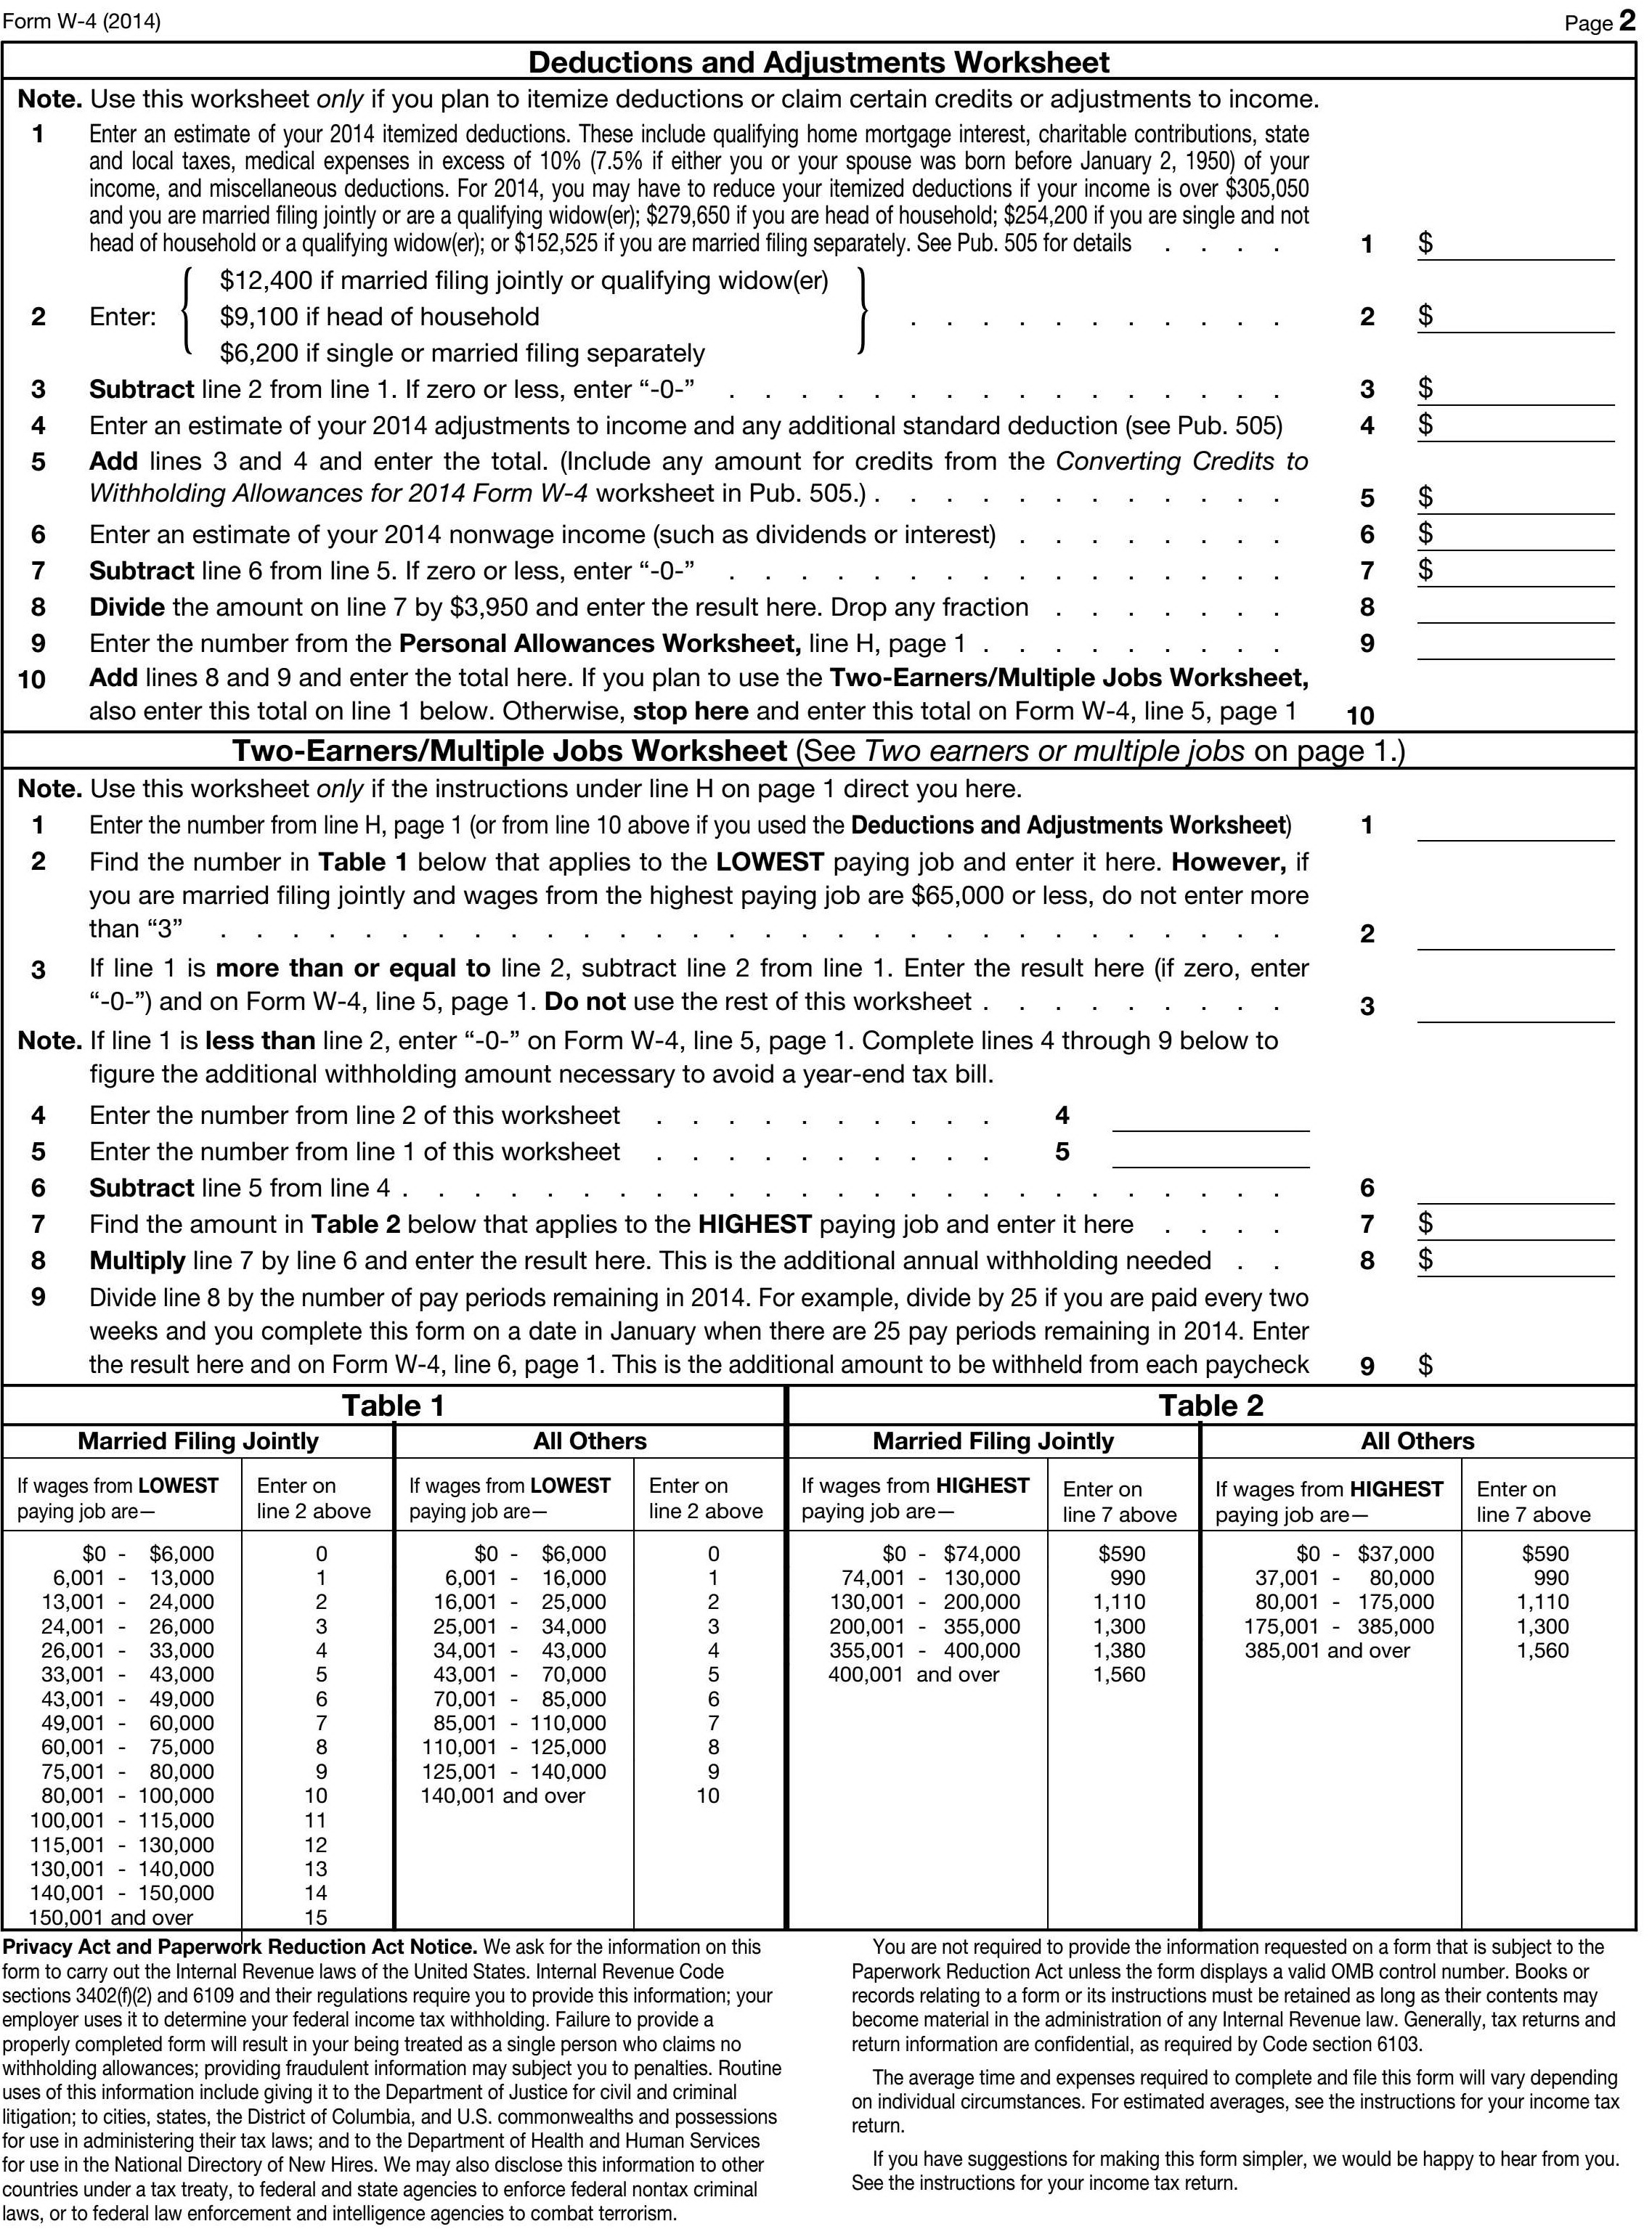 Form W-4 (2014)
Page 2
Deductions and Adjustments Worksheet
Note. Use this worksheet only if you plan to itemize deductions or claim certain credits or adjustments to income.
1 Enter an estimate of your 2014 itemized deductions. These include qualifying home mortgage interest, charitable contributions, state
and local taxes, medical expenses in excess of 10% (7.5% if either you or your spouse was born before January 2, 1950) of your
income, and miscellaneous deductions. For 2014, you may have to reduce your itemized deductions if your income is over $305,050
and you are married filing jointly or are a qualifying widow(er); $279,650 if you are head of household; $254,200 if you are single and not
head of household or a qualifying widow(er); or $152,525 if you are married filing separately. See Pub. 505 for details . . . . 1 $
$12,400 if married filing jointly or qualifying widow(er)
2 Enter: $9,100 if head of household . . . . . . . . . . . 2 $
$6,200 if single or married filing separately
3 Subtract line 2 from line 1. If zero or less, enter “-0-” . . . . . . . . . . . . . . . . 3 $
4 Enter an estimate of your 2014 adjustments to income and any additional standard deduction (see Pub. 505) 4 $
5 Add lines 3 and 4 and enter the total. (Include any amount for credits from the Converting Credits to
Withholding Allowances for 2014 Form W-4 worksheet in Pub. 505.) . . . . . . . . . . . . 5 $
6 Enter an estimate of your 2014 nonwage income (such as dividends or interest) . . . . . . . . 6 $
7 Subtract line 6 from line 5. If zero or less, enter “-0-” . . . . . . . . . . . . . . . . 7 $
8 Divide the amount on line 7 by $3,950 and enter the result here. Drop any fraction . . . . . . . 8
9 Enter the number from the Personal Allowances Worksheet, line H, page 1 . . . . . . . . . 9
10 Add lines 8 and 9 and enter the total here. If you plan to use the Two-Earners/Multiple Jobs Worksheet,
also enter this total on line 1 below. Otherwise, stop here and enter this total on Form W-4, line 5, page 1 10
Two-Earners/Multiple Jobs Worksheet (See Two earners or multiple jobs on page 1.)
Note. Use this worksheet only if the instructions under line H on page 1 direct you here.
1 Enter the number from line H, page 1 (or from line 10 above if you used the Deductions and Adjustments Worksheet) 1
2 Find the number in Table 1 below that applies to the LOWEST paying job and enter it here. However, if
you are married filing jointly and wages from the highest paying job are $65,000 or less, do not enter more
than “3” . . . . . . . . . . . . . . . . . . . . . . . . . . . . . . 2
3 If line 1 is more than or equal to line 2, subtract line 2 from line 1. Enter the result here (if zero, enter
“-0-”) and on Form W-4, line 5, page 1. Do not use the rest of this worksheet . . . . . . . . . 3
Note. If line 1 is less than line 2, enter “-0-” on Form W-4, line 5, page 1. Complete lines 4 through 9 below to
figure the additional withholding amount necessary to avoid a year-end tax bill.
4 Enter the number from line 2 of this worksheet . . . . . . . . . . 4
5 Enter the number from line 1 of this worksheet . . . . . . . . . . 5
6 Subtract line 5 from line 4 . . . . . . . . . . . . . . . . . . . . . . . . . 6
7 Find the amount in Table 2 below that applies to the HIGHEST paying job and enter it here . . . . 7 $
8 Multiply line 7 by line 6 and enter the result here. This is the additional annual withholding needed . . 8 $
9 Divide line 8 by the number of pay periods remaining in 2014. For example, divide by 25 if you are paid every two
weeks and you complete this form on a date in January when there are 25 pay periods remaining in 2014. Enter
the result here and on Form W-4, line 6, page 1. This is the additional amount to be withheld from each paycheck 9 $
Table 1
Married Filing Jointly
If wages from LOWEST
paying job are—
Enter on
line 2 above
$0 - $6,000 0
6,001 - 13,000 1
13,001 - 24,000 2
24,001 - 26,000 3
26,001 - 33,000 4
33,001 - 43,000 5
43,001 - 49,000 6
49,001 - 60,000 7
60,001 - 75,000 8
75,001 - 80,000 9
80,001 - 100,000 10
100,001 - 115,000 11
115,001 - 130,000 12
130,001 - 140,000 13
140,001 - 150,000 14
150,001 and over 15
All Others
If wages from LOWEST
paying job are—
Enter on
line 2 above
$0 - $6,000 0
6,001 - 16,000 1
16,001 - 25,000 2
25,001 - 34,000 3
34,001 - 43,000 4
43,001 - 70,000 5
70,001 - 85,000 6
85,001 - 110,000 7
110,001 - 125,000 8
125,001 - 140,000 9
140,001 and over 10
Table 2
Married Filing Jointly
If wages from HIGHEST
paying job are—
Enter on
line 7 above
$0 - $74,000 $590
74,001 - 130,000 990
130,001 - 200,000 1,110
200,001 - 355,000 1,300
355,001 - 400,000 1,380
400,001 and over 1,560
All Others
If wages from HIGHEST
paying job are—
Enter on
line 7 above
$0 - $37,000 $590
37,001 - 80,000 990
80,001 - 175,000 1,110
175,001 - 385,000 1,300
385,001 and over 1,560
Privacy Act and Paperwork Reduction Act Notice. We ask for the information on this
form to carry out the Internal Revenue laws of the United States. Internal Revenue Code
sections 3402(f)(2) and 6109 and their regulations require you to provide this information; your
employer uses it to determine your federal income tax withholding. Failure to provide a
properly completed form will result in your being treated as a single person who claims no
withholding allowances; providing fraudulent information may subject you to penalties. Routine
uses of this information include giving it to the Department of Justice for civil and criminal
litigation; to cities, states, the District of Columbia, and U.S. commonwealths and possessions
for use in administering their tax laws; and to the Department of Health and Human Services
for use in the National Directory of New Hires. We may also disclose this information to other
countries under a tax treaty, to federal and state agencies to enforce federal nontax criminal
laws, or to federal law enforcement and intelligence agencies to combat terrorism.
You are not required to provide the information requested on a form that is subject to the
Paperwork Reduction Act unless the form displays a valid OMB control number. Books or
records relating to a form or its instructions must be retained as long as their contents may
become material in the administration of any Internal Revenue law. Generally, tax returns and
return information are confidential, as required by Code section 6103.
The average time and expenses required to complete and file this form will vary depending
on individual circumstances. For estimated averages, see the instructions for your income tax
return.
If you have suggestions for making this form simpler, we would be happy to hear from you.
See the instructions for your income tax return.